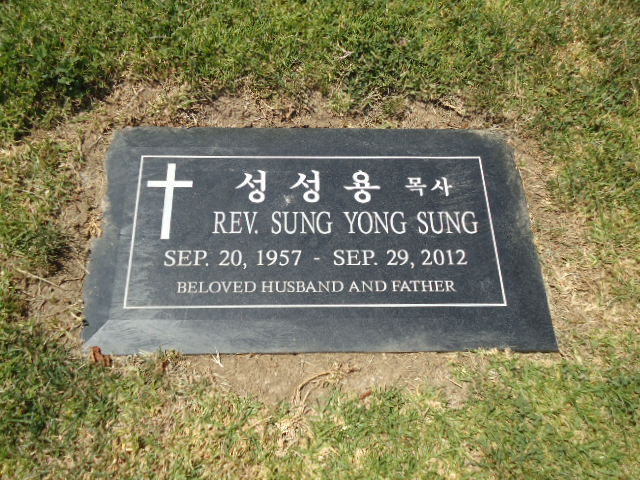 성성용 목사
REV. SUNG YONG SUNG
SEP. 20, 1957 - SEP. 29, 2012
BELOVED HUSBAND AND FATHER